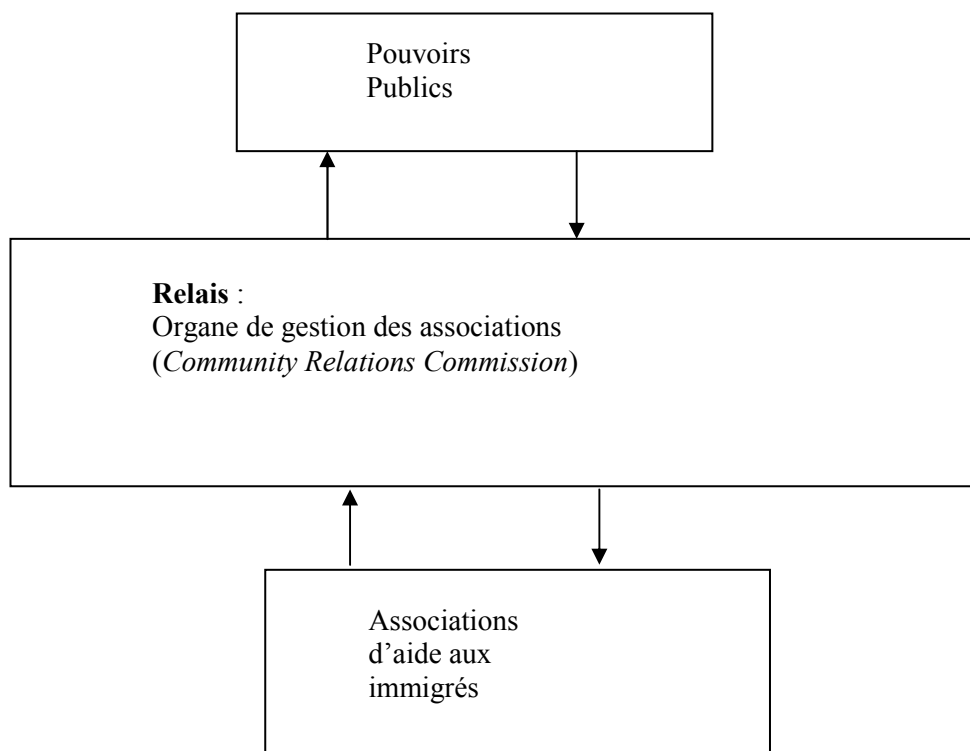 Pouvoirs
Publics
Relais :
Organe de gestion des associations
(Community Relations Commission)
Associations
d’aide aux
immigrés